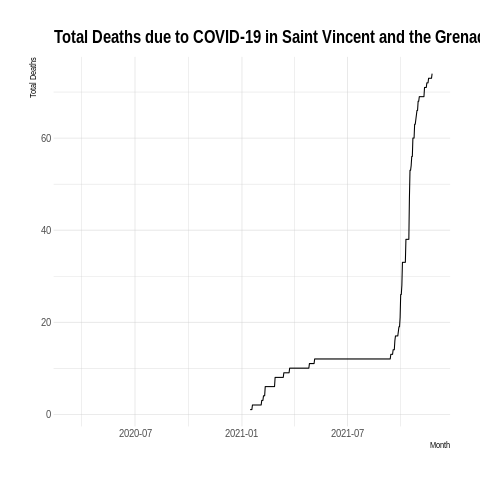 Total Deaths due to COVID-19 in Saint Vincent and the Grenad
Total Deaths
60
40
20
0
2020-07
2021-01
2021-07
Month